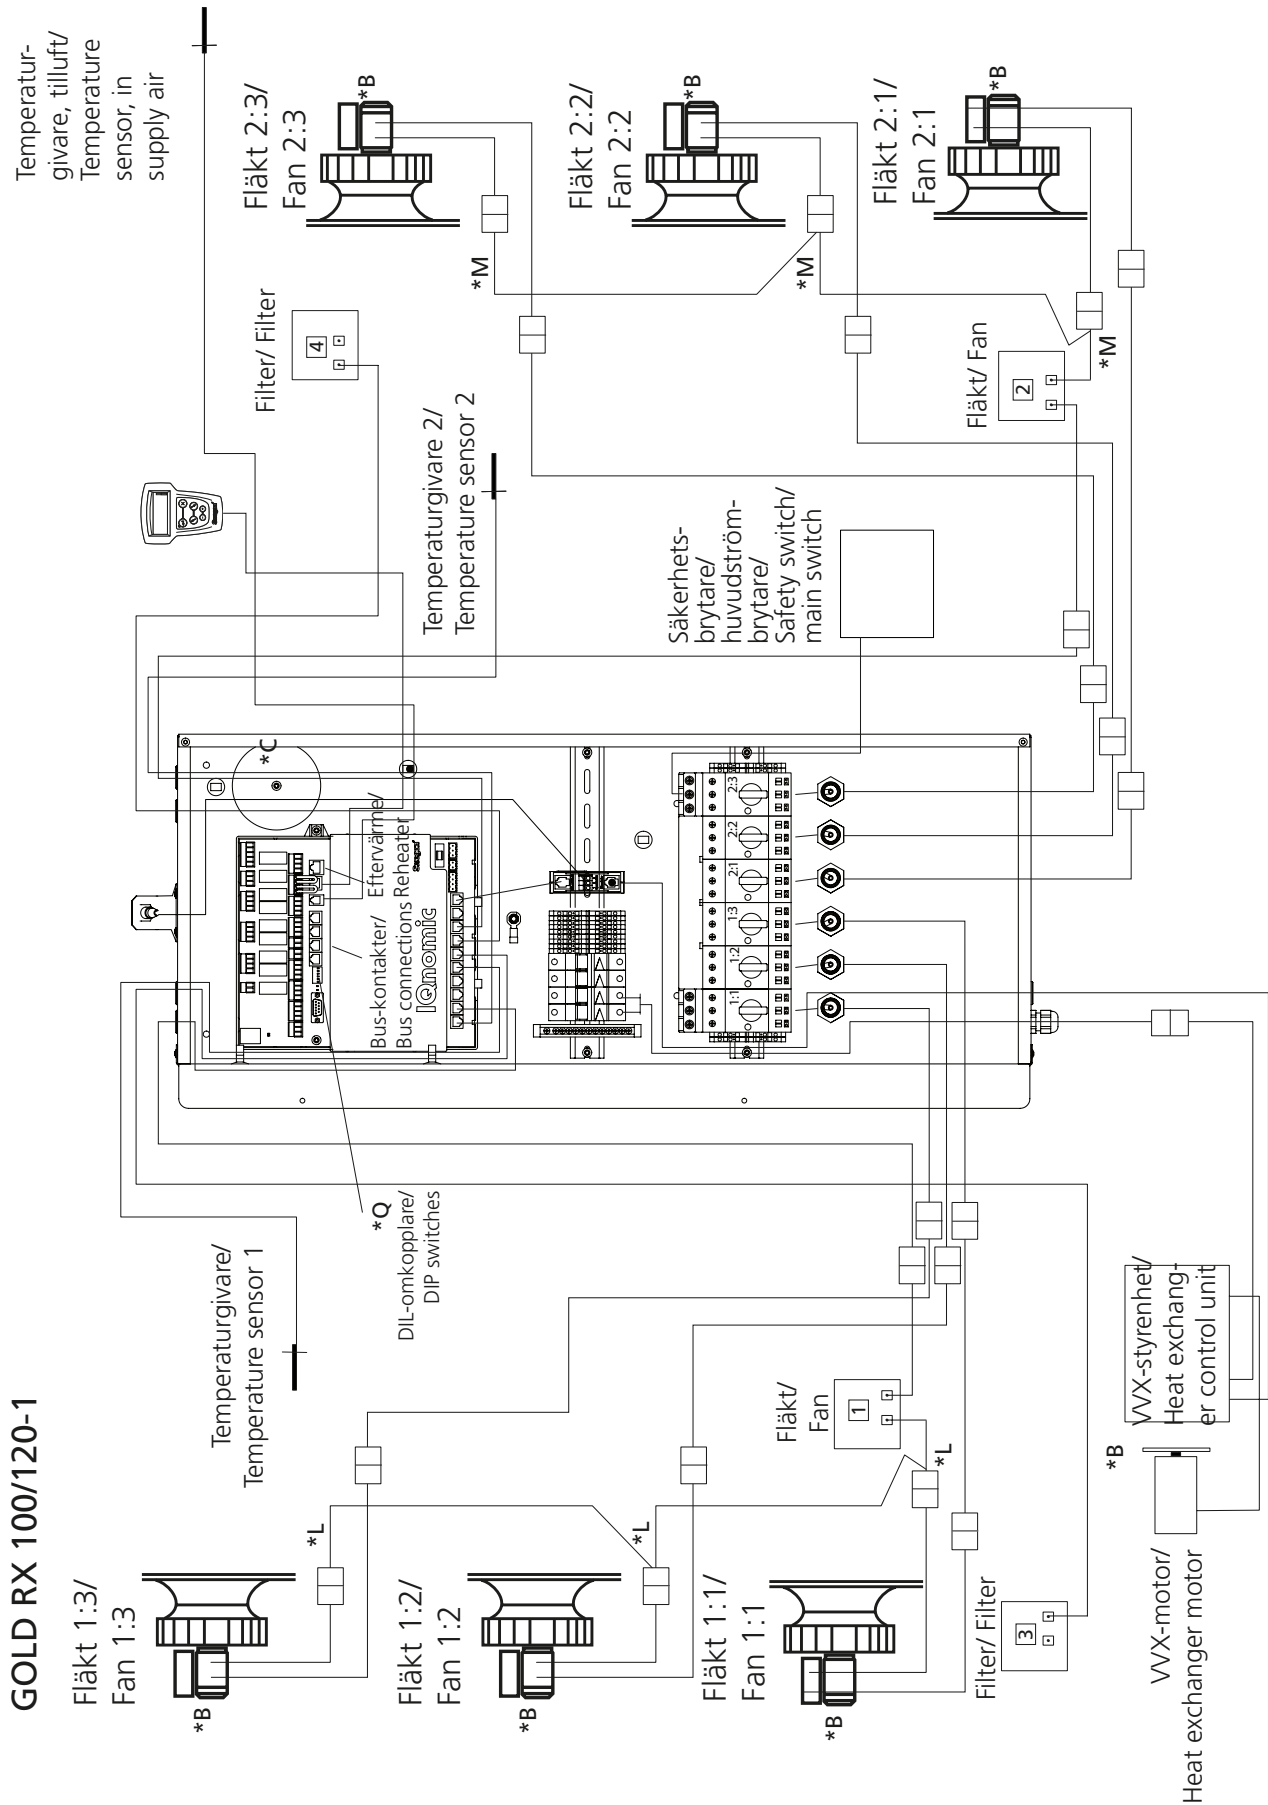 GOLD RX 100/120-1
Fläkt 1:3/
Fan 1:3
*B
*L
Fläkt 1:2/
Fan 1:2
*B
*L
Fläkt 1:1/
Fan 1:1
*B
*L
Fläkt/
Fan
1
Filter/ Filter
3
VVX-motor/
Heat exchanger motor
*B
VVX-styrenhet/
Heat exchang-
er control unit
Temperaturgivare/
Temperature sensor 1
*Q
DIL-omkopplare/
DIP switches
Bus-kontakter/
Bus connections
Eftervärme/
Reheater
IQnomic
*C
1:1
1:2
1:3
2:1
2:2
2:3
Säkerhets-
brytare/
huvudström-
brytare/
Safety switch/
main switch
Temperaturgivare 2/
Temperature sensor 2
Filter/ Filter
4
Temperatur-
givare, tilluft/
Temperature
sensor, in
supply air
Fläkt 2:3/
Fan 2:3
*B
*M
Fläkt 2:2/
Fan 2:2
*B
*M
Fläkt 2:1/
Fan 2:1
*B
*M
Fläkt/ Fan
2